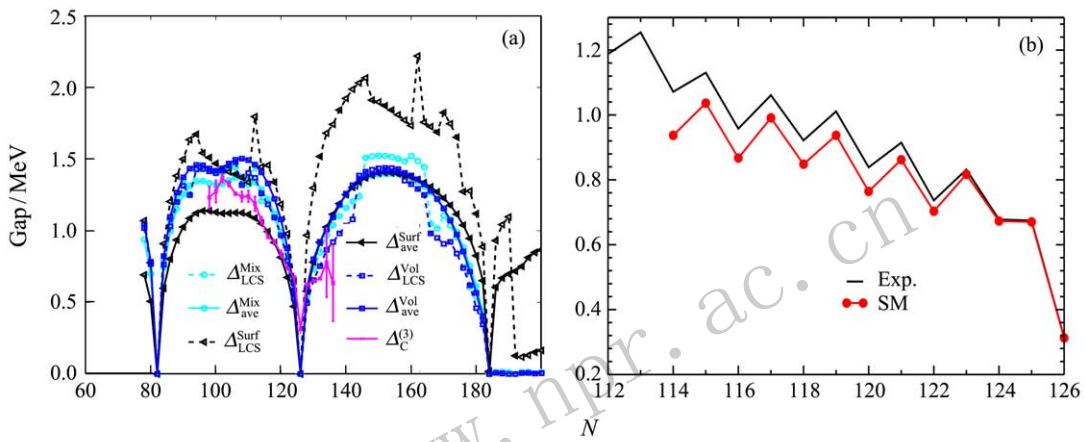 (a)
2.5
2.0
1.5
1.0
0.5
0.0
Gap/MeV
60 80 100 120 140 160 180
Δ_LCS^Mix
Δ_ave^Mix
Δ_LCS^Surf
Δ_ave^Surf
Δ_LCS^Vol
Δ_ave^Vol
Δ_C^(3)
(b)
1.2
1.0
0.8
0.6
0.4
0.2
Exp.
SM
112 114 116 118 120 122 124 126
N
w.npr.ac.cn